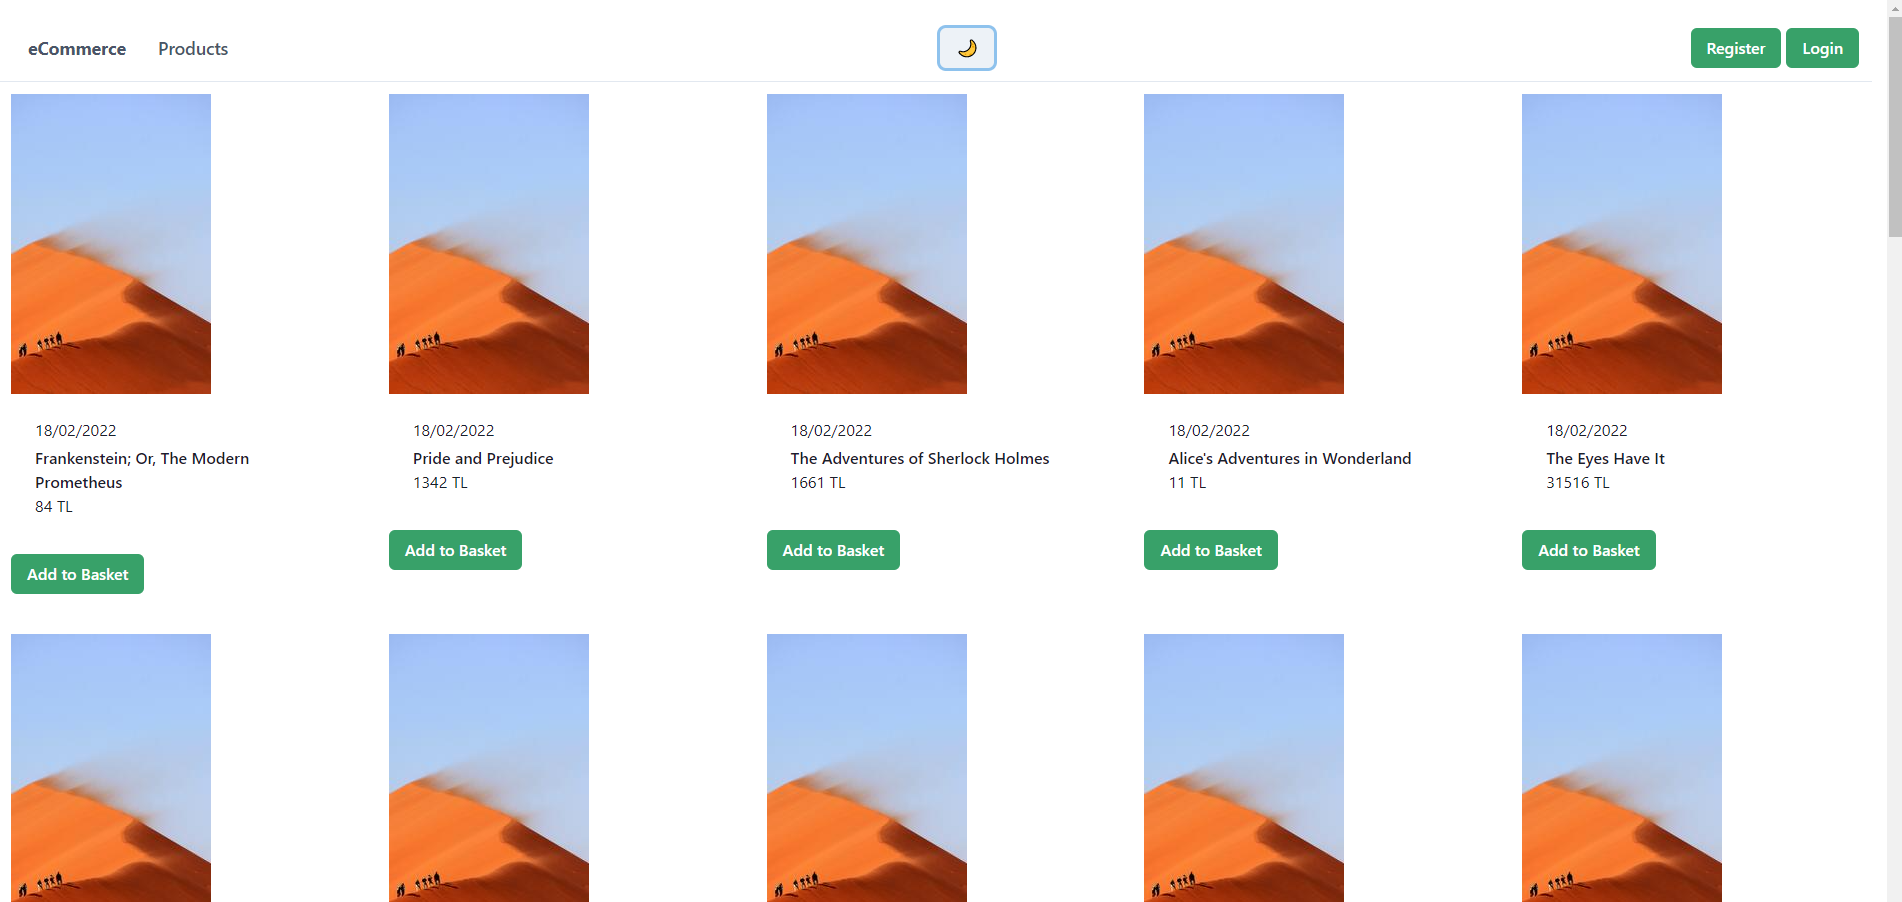 eCommerce Products Register Login
18/02/2022
Frankenstein; Or, The Modern
Prometheus
84 TL
Add to Basket
18/02/2022
Pride and Prejudice
1342 TL
Add to Basket
18/02/2022
The Adventures of Sherlock Holmes
1661 TL
Add to Basket
18/02/2022
Alice's Adventures in Wonderland
11 TL
Add to Basket
18/02/2022
The Eyes Have It
31516 TL
Add to Basket